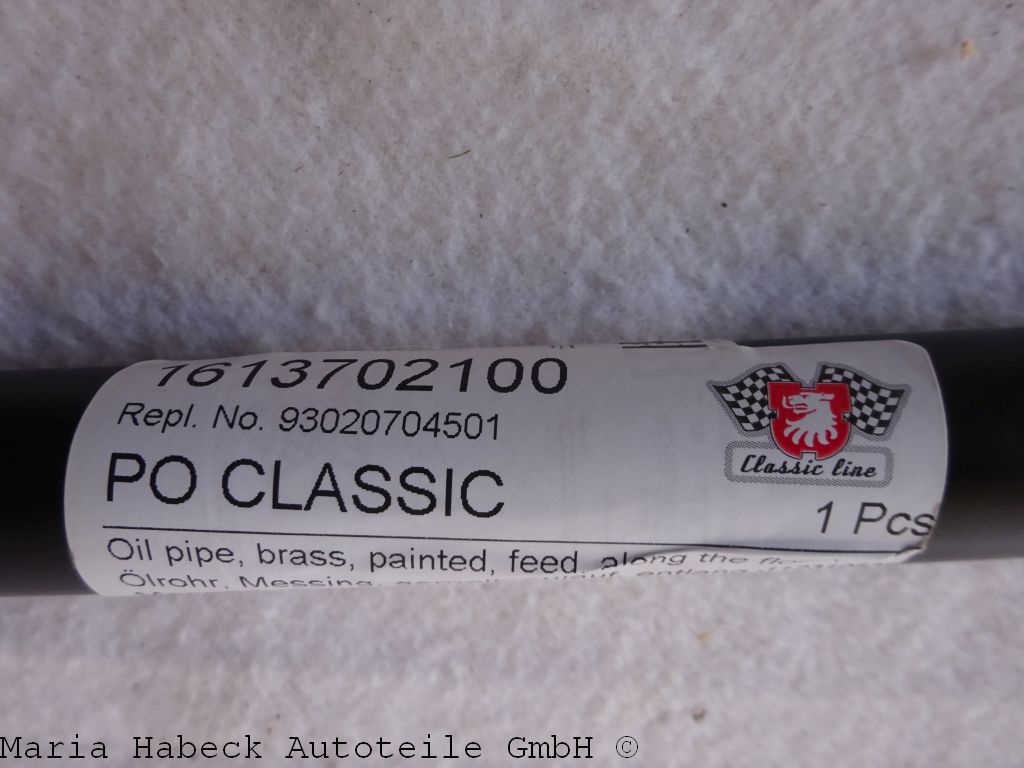 1613702100
Repl. No. 93020704501
PO CLASSIC
Classic line
1 Pcs
Oil pipe, brass, painted, feed, along the
Ölrohr, Messing,
Maria Habeck Autoteile GmbH ©